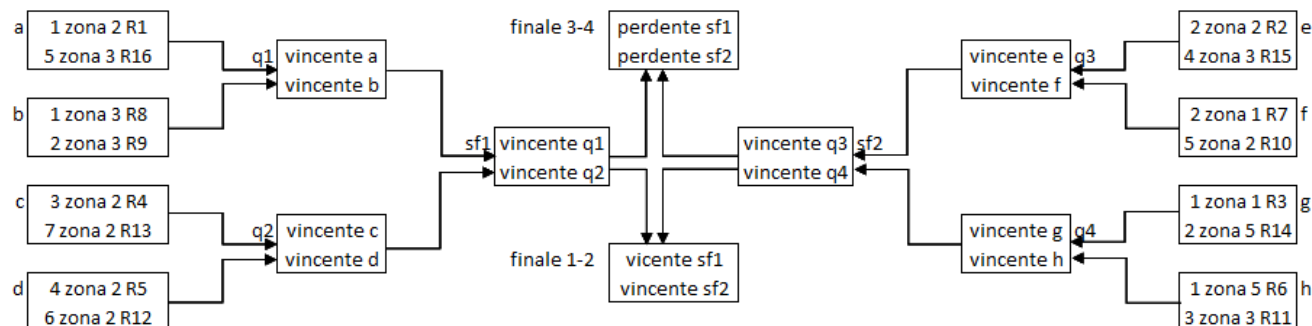 a
1 zona 2 R1
5 zona 3 R16
b
1 zona 3 R8
2 zona 3 R9
c
3 zona 2 R4
7 zona 2 R13
d
4 zona 2 R5
6 zona 2 R12
q1
vincente a
vincente b
q2
vincente c
vincente d
sf1
vincente q1
vincente q2
finale 3-4
perdente sf1
perdente sf2
finale 1-2
vicente sf1
vincente sf2
vincente q3
vincente q4
sf2
vincente e
vincente f
q3
vincente g
vincente h
q4
2 zona 2 R2
4 zona 3 R15
e
2 zona 1 R7
5 zona 2 R10
f
1 zona 1 R3
2 zona 5 R14
g
1 zona 5 R6
3 zona 3 R11
h